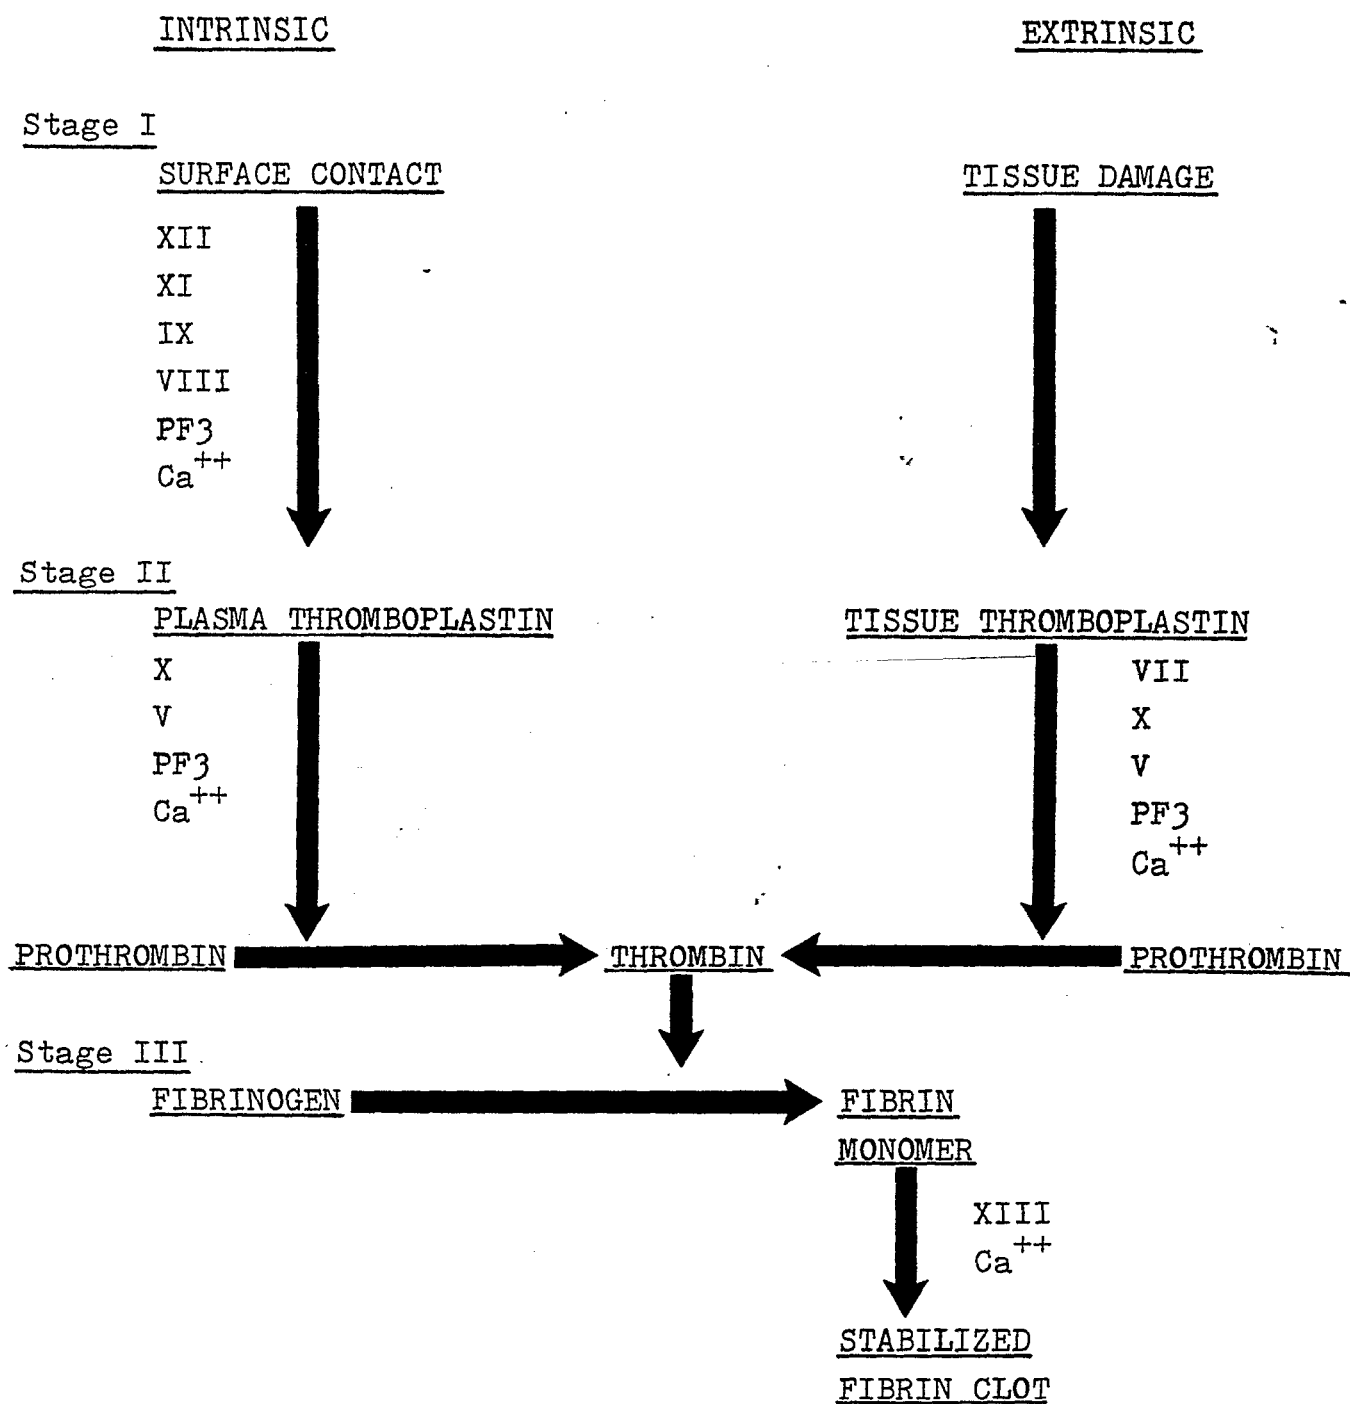 INTRINSIC
EXTRINSIC
Stage I
SURFACE CONTACT
TISSUE DAMAGE
XII
XI
IX
VIII
PF3
Ca++
Stage II
PLASMA THROMBOPLASTIN
TISSUE THROMBOPLASTIN
X
V
PF3
Ca++
VII
X
V
PF3
Ca++
PROTHROMBIN
THROMBIN
PROTHROMBIN
Stage III
FIBRINOGEN
FIBRIN
MONOMER
XIII
Ca++
STABILIZED
FIBRIN CLOT